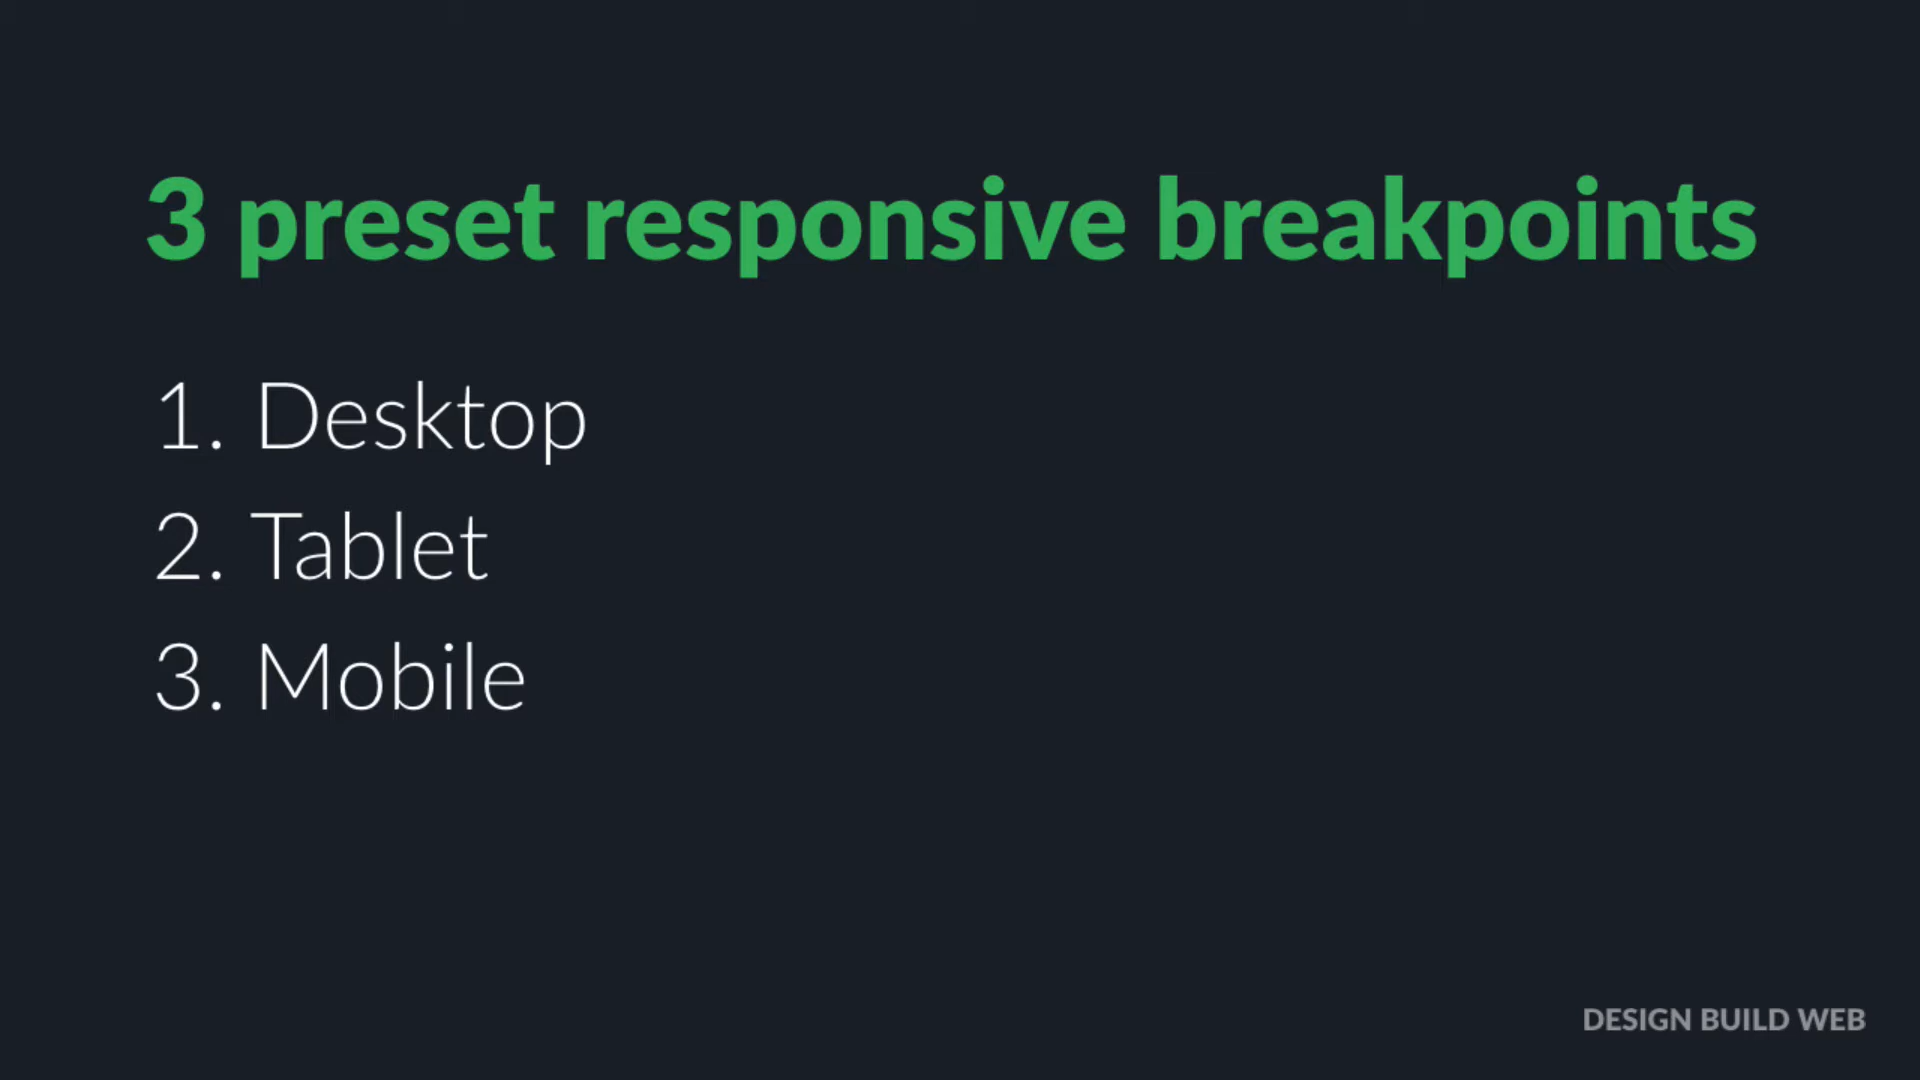 3 preset responsive breakpoints
1. Desktop
2. Tablet
3. Mobile
DESIGN BUILD WEB